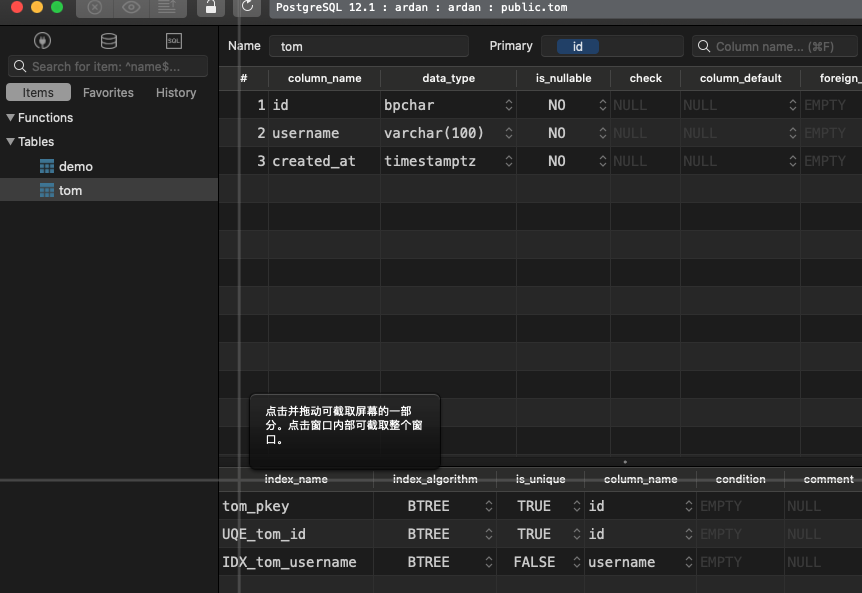 PostgreSQL 12.1 : ardan : ardan : public.tom
SQL
Name tom Primary id Column name... (⌘F)
Search for item: ^name$...
Items Favorites History
Functions
Tables
demo
tom
# column_name data_type is_nullable check column_default foreign_
1 id bpchar NO NULL NULL EMPTY
2 username varchar(100) NO NULL NULL EMPTY
3 created_at timestamptz NO NULL NULL EMPTY
点击并拖动可截取屏幕的一部
分。点击窗口内部可截取整个窗
口。
index_name index_algorithm is_unique column_name condition comment
tom_pkey BTREE TRUE id EMPTY NULL
UQE_tom_id BTREE TRUE id EMPTY NULL
IDX_tom_username BTREE FALSE username EMPTY NULL